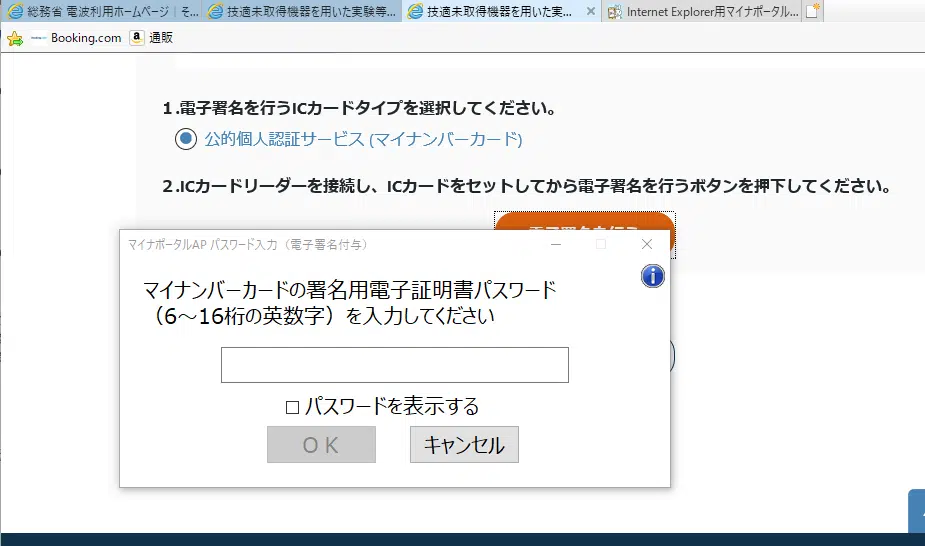 総務省 電波利用ホームページ｜そ...
技適未取得機器を用いた実験等...
技適未取得機器を用いた実...
Internet Explorer用マイナポータル...
Booking.com
通販
1.電子署名を行うICカードタイプを選択してください。
公的個人認証サービス (マイナンバーカード)
2.ICカードリーダーを接続し、ICカードをセットしてから電子署名を行うボタンを押下してください。
電子署名を行う
マイナポータルAP パスワード入力（電子署名付与）
マイナンバーカードの署名用電子証明書パスワード
（6～16桁の英数字）を入力してください
パスワードを表示する
ＯＫ
キャンセル